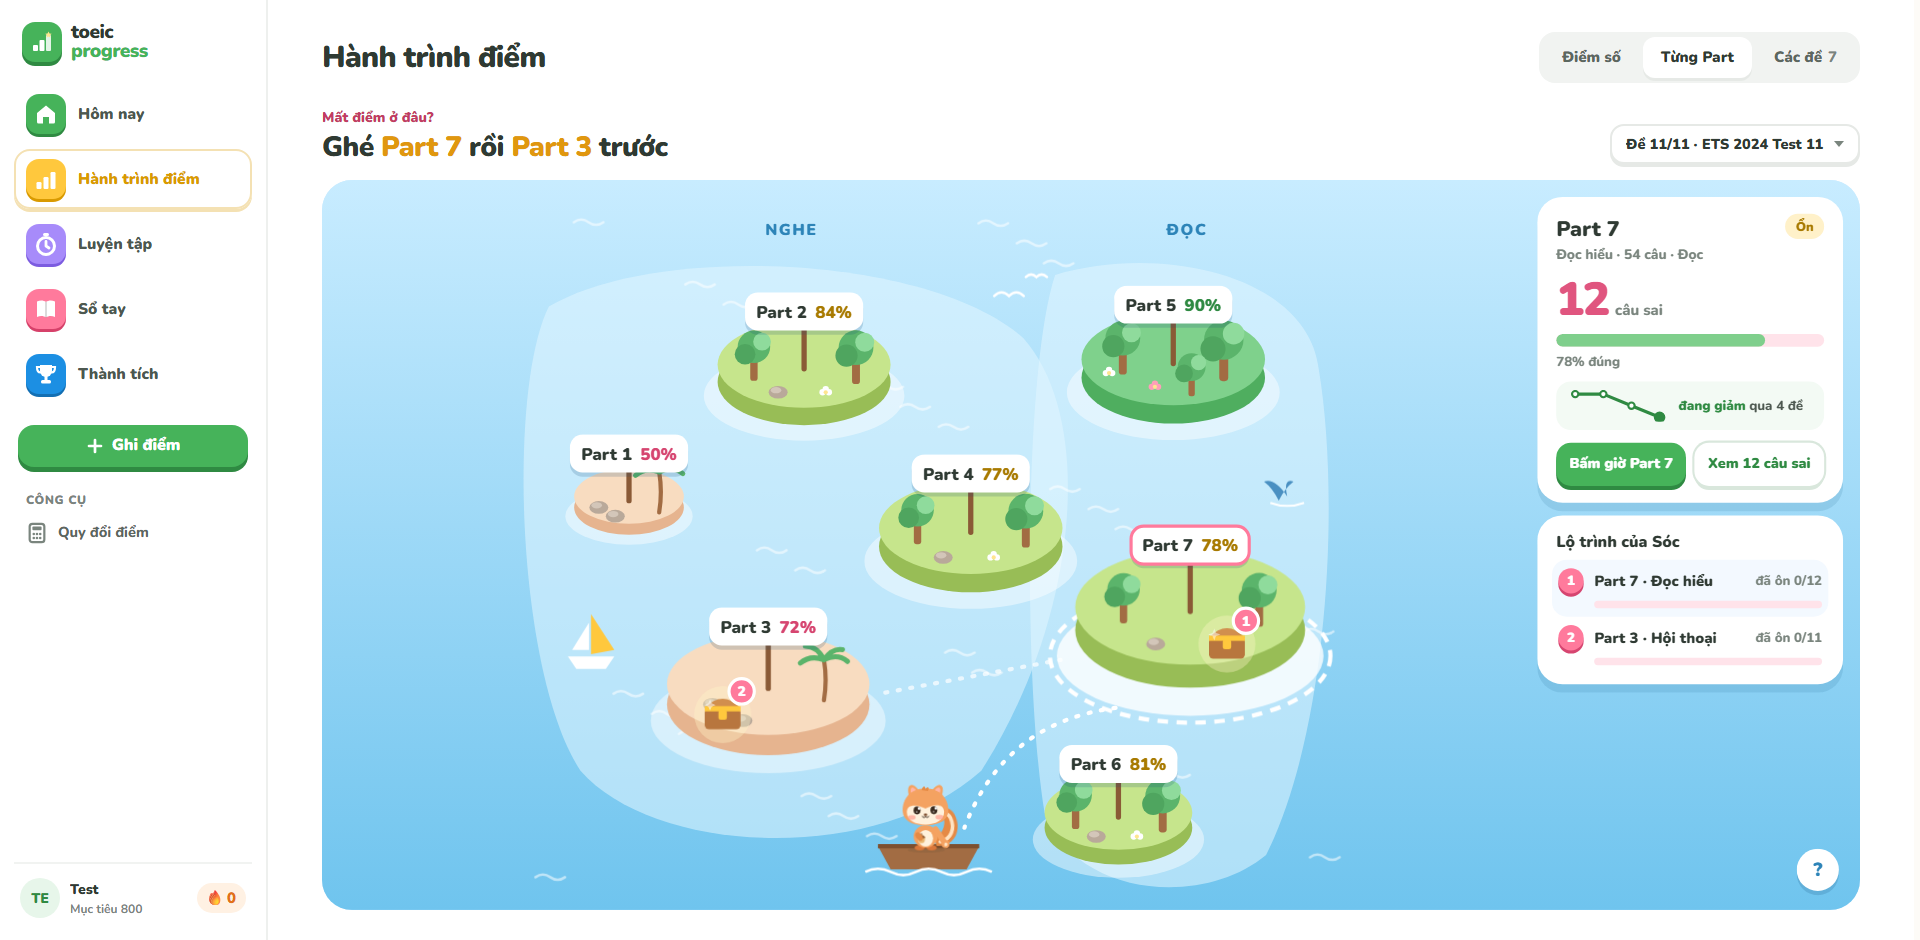 toeic
progress
Hôm nay
Hành trình điểm
Luyện tập
Sổ tay
Thành tích
+ Ghi điểm
CÔNG CỤ
Quy đổi điểm
TE
Test
Mục tiêu 800
0
Hành trình điểm
Điểm số
Từng Part
Các đề 7
Mất điểm ở đâu?
Ghé Part 7 rồi Part 3 trước
Đề 11/11 · ETS 2024 Test 11
NGHE
ĐỌC
Part 2 84%
Part 5 90%
Part 1 50%
Part 4 77%
Part 7 78%
1
Part 3 72%
2
Part 6 81%
Part 7
Ổn
Đọc hiểu · 54 câu · Đọc
12 câu sai
78% đúng
đang giảm qua 4 đề
Bấm giờ Part 7
Xem 12 câu sai
Lộ trình của Sóc
1 Part 7 · Đọc hiểu đã ôn 0/12
2 Part 3 · Hội thoại đã ôn 0/11
?